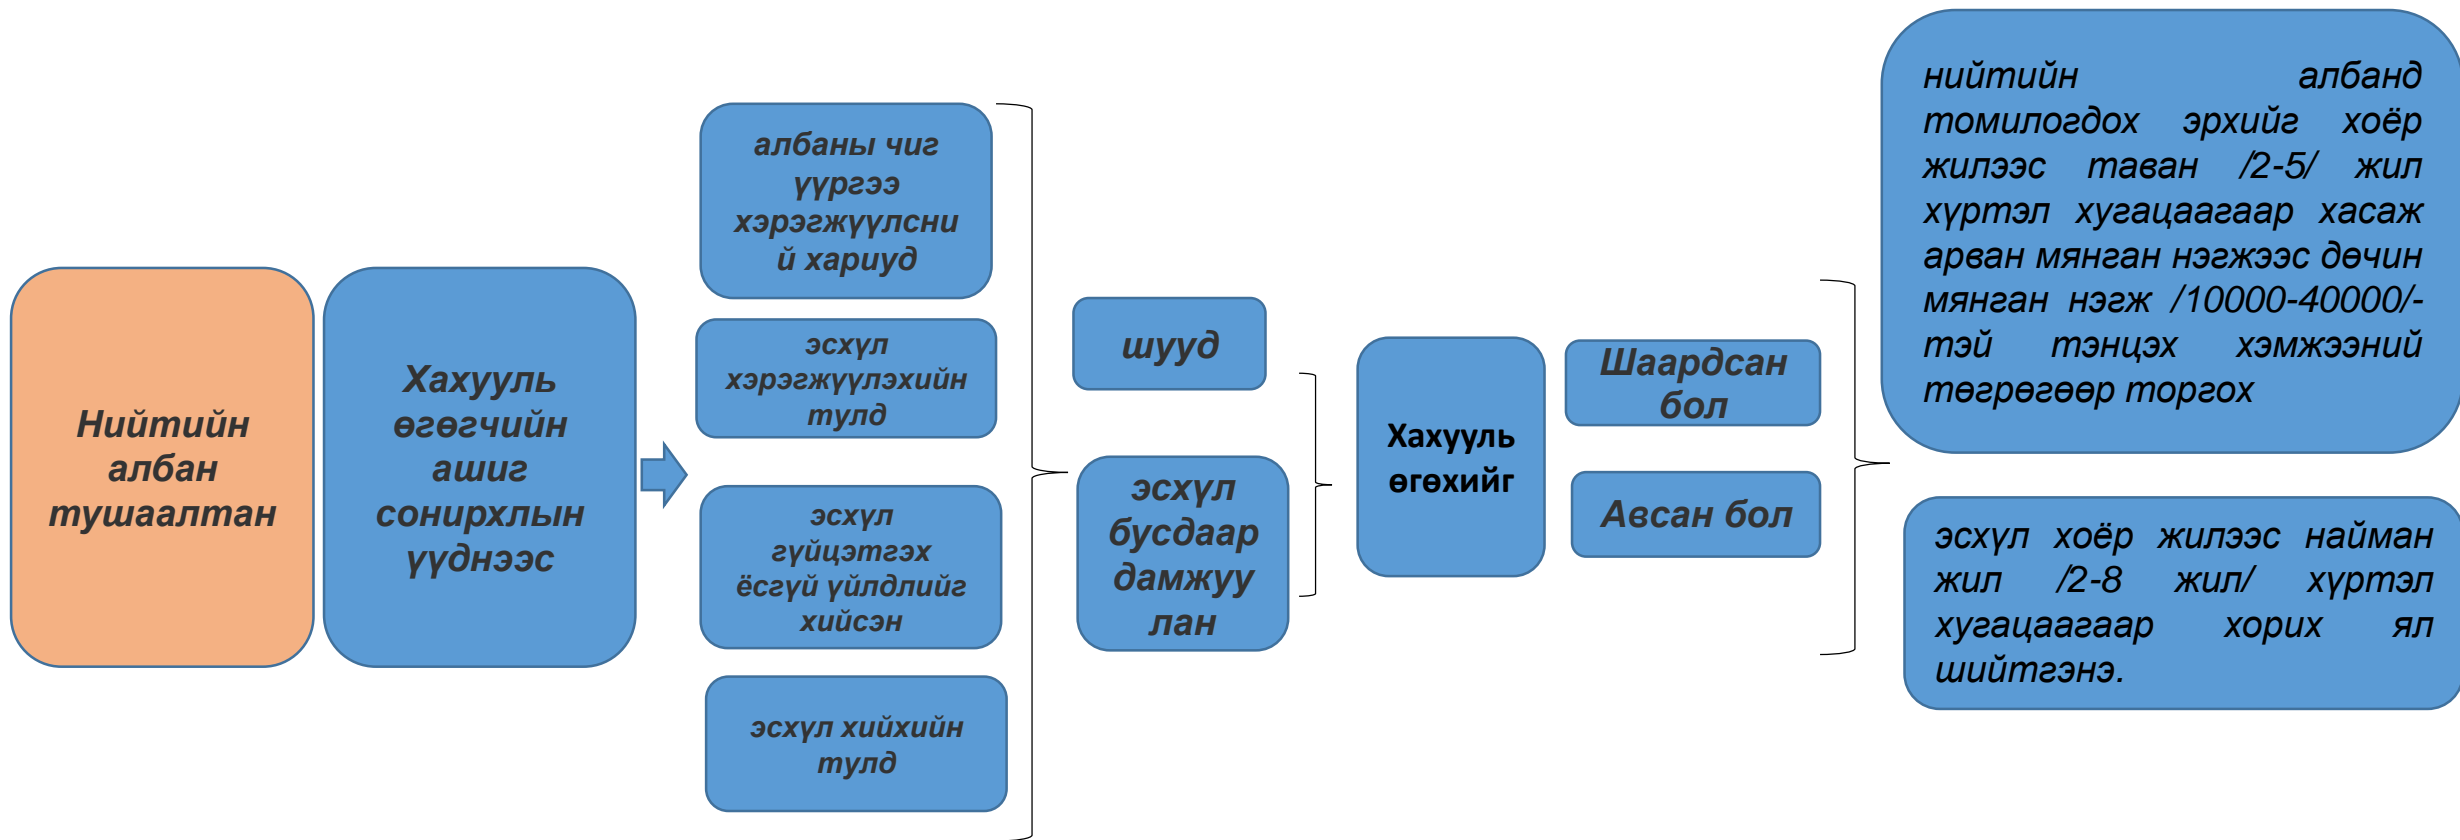 Нийтийн
албан
тушаалтан
Хахууль
өгөгчийн
ашиг
сонирхлын
үүднээс
албаны чиг
үүргээ
хэрэгжүүлсни
й хариуд
эсхүл
хэрэгжүүлэхийн
тулд
эсхүл
гүйцэтгэх
ёсгүй үйлдлийг
хийсэн
эсхүл хийхийн
тулд
шууд
эсхүл
бусдаар
дамжуу
лан
Хахууль
өгөхийг
Шаардсан
бол
Авсан бол
нийтийн албанд
томилогдох эрхийг хоёр
жилээс таван /2-5/ жил
хүртэл хугацаагаар хасаж
арван мянган нэгжээс дөчин
мянган нэгж /10000-40000/-
тэй тэнцэх хэмжээний
төгрөгөөр торгох
эсхүл хоёр жилээс найман
жил /2-8 жил/ хүртэл
хугацаагаар хорих ял
шийтгэнэ.